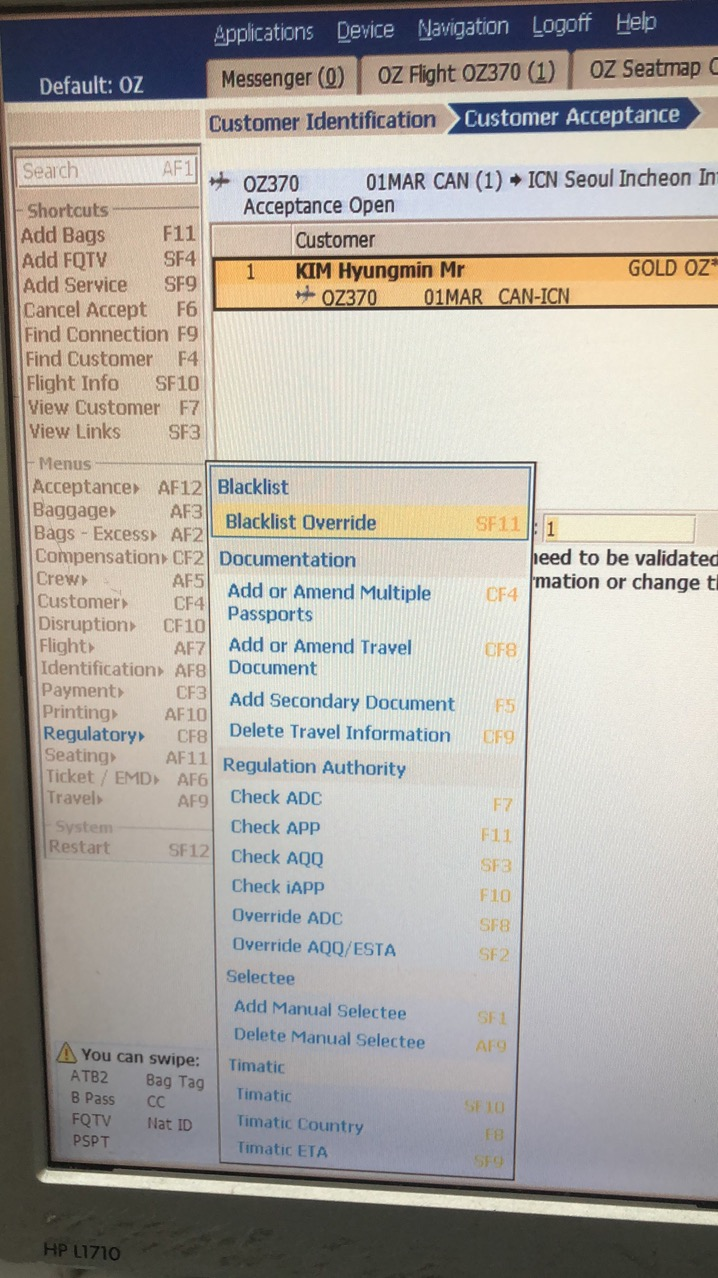 Applications Device Navigation Logoff Help
Default: OZ
Messenger (0) OZ Flight OZ370 (1) OZ Seatmap
Customer Identification Customer Acceptance
Search AF1
OZ370 01MAR CAN (1) → ICN Seoul Incheon
Acceptance Open
Customer
1 KIM Hyungmin Mr GOLD OZ*
OZ370 01MAR CAN-ICN
Shortcuts
Add Bags F11
Add FQTV SF4
Add Service SF9
Cancel Accept F6
Find Connection F9
Find Customer F4
Flight Info SF10
View Customer F7
View Links SF3
Menus
Acceptance AF12
Baggage AF3
Bags - Excess AF2
Compensation CF2
Crew AF5
Customer CF4
Disruption CF10
Flight AF7
Identification AF8
Payment CF3
Printing AF10
Regulatory CF8
Seating AF11
Ticket / EMD AF6
Travel AF9
System
Restart SF12
Blacklist
Blacklist Override SF11
Documentation
Add or Amend Multiple CF4
Passports
Add or Amend Travel CF8
Document
Add Secondary Document F5
Delete Travel Information CF9
Regulation Authority
Check ADC F7
Check APP F11
Check AQQ SF3
Check iAPP F10
Override ADC SF8
Override AQQ/ESTA SF2
Selectee
Add Manual Selectee SF1
Delete Manual Selectee AF9
Timatic
Timatic SF10
Timatic Country F8
Timatic ETA SF9
: 1
need to be validated
or change
You can swipe:
ATB2 Bag Tag
B Pass CC
FQTV Nat ID
PSPT
HP L1710